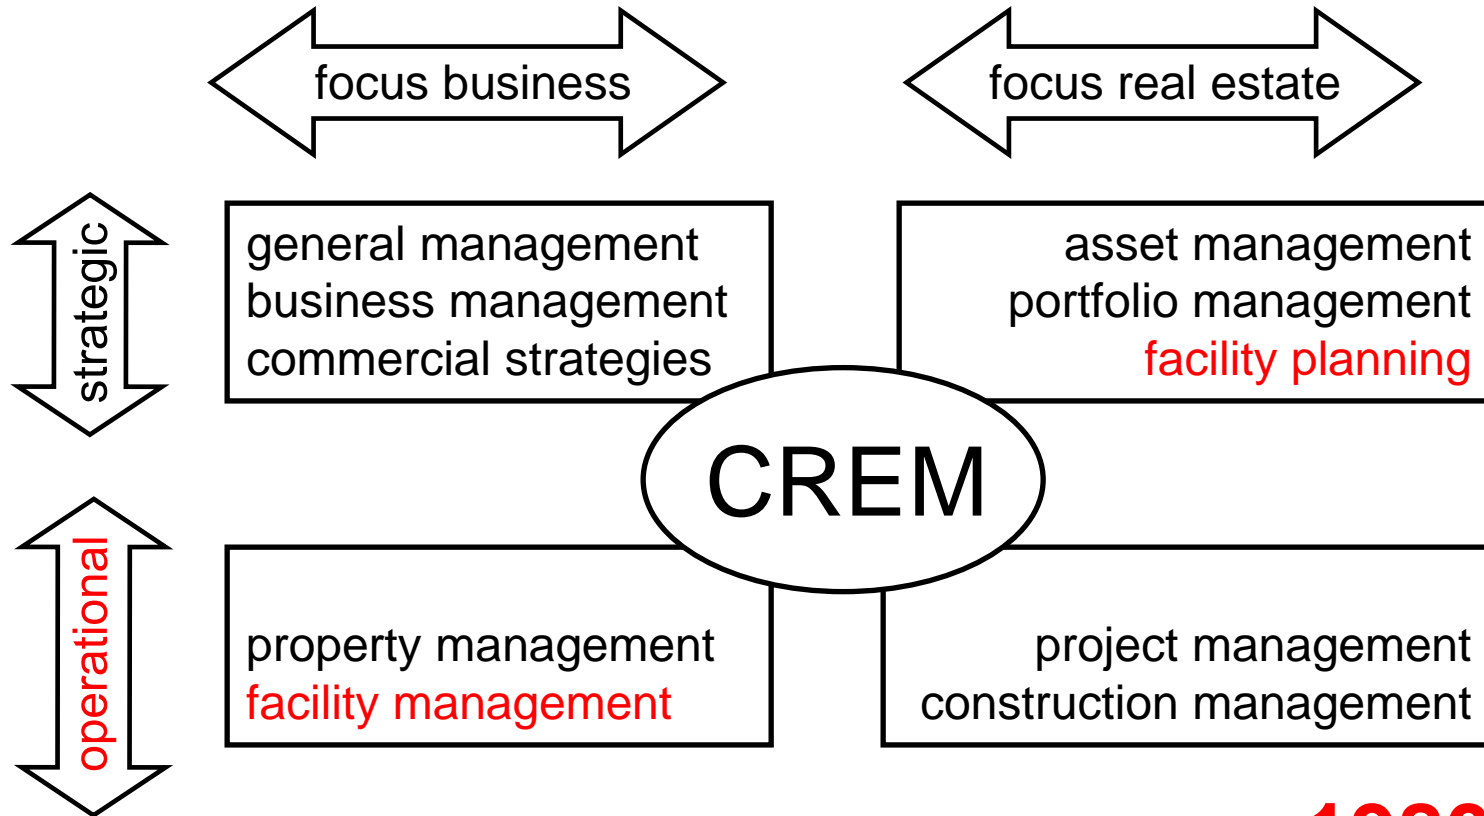 focus business
focus real estate
strategic
general management
business management
commercial strategies
asset management
portfolio management
facility planning
CREM
operational
property management
facility management
project management
construction management